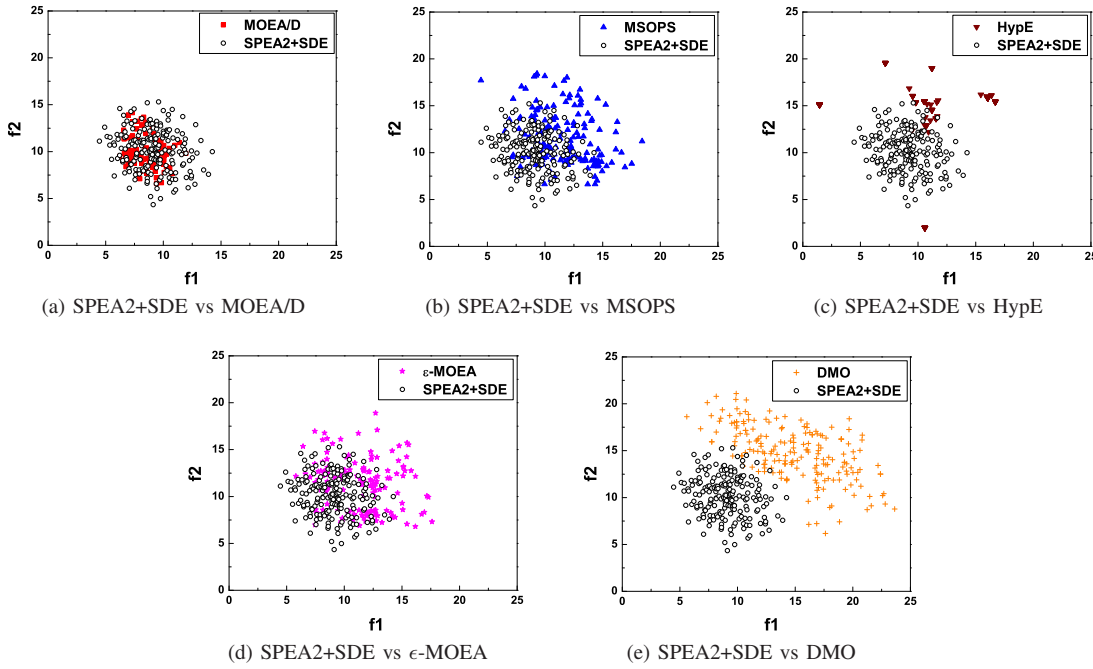 MOEA/D
SPEA2+SDE
25
20
15
10
5
0
f2
0 5 10 15 20 25
f1
(a) SPEA2+SDE vs MOEA/D
MSOPS
SPEA2+SDE
25
20
15
10
5
0
f2
0 5 10 15 20 25
f1
(b) SPEA2+SDE vs MSOPS
HypE
SPEA2+SDE
25
20
15
10
5
0
f2
0 5 10 15 20 25
f1
(c) SPEA2+SDE vs HypE
ε-MOEA
SPEA2+SDE
25
20
15
10
5
0
f2
0 5 10 15 20 25
f1
(d) SPEA2+SDE vs ϵ-MOEA
DMO
SPEA2+SDE
25
20
15
10
5
0
f2
0 5 10 15 20 25
f1
(e) SPEA2+SDE vs DMO